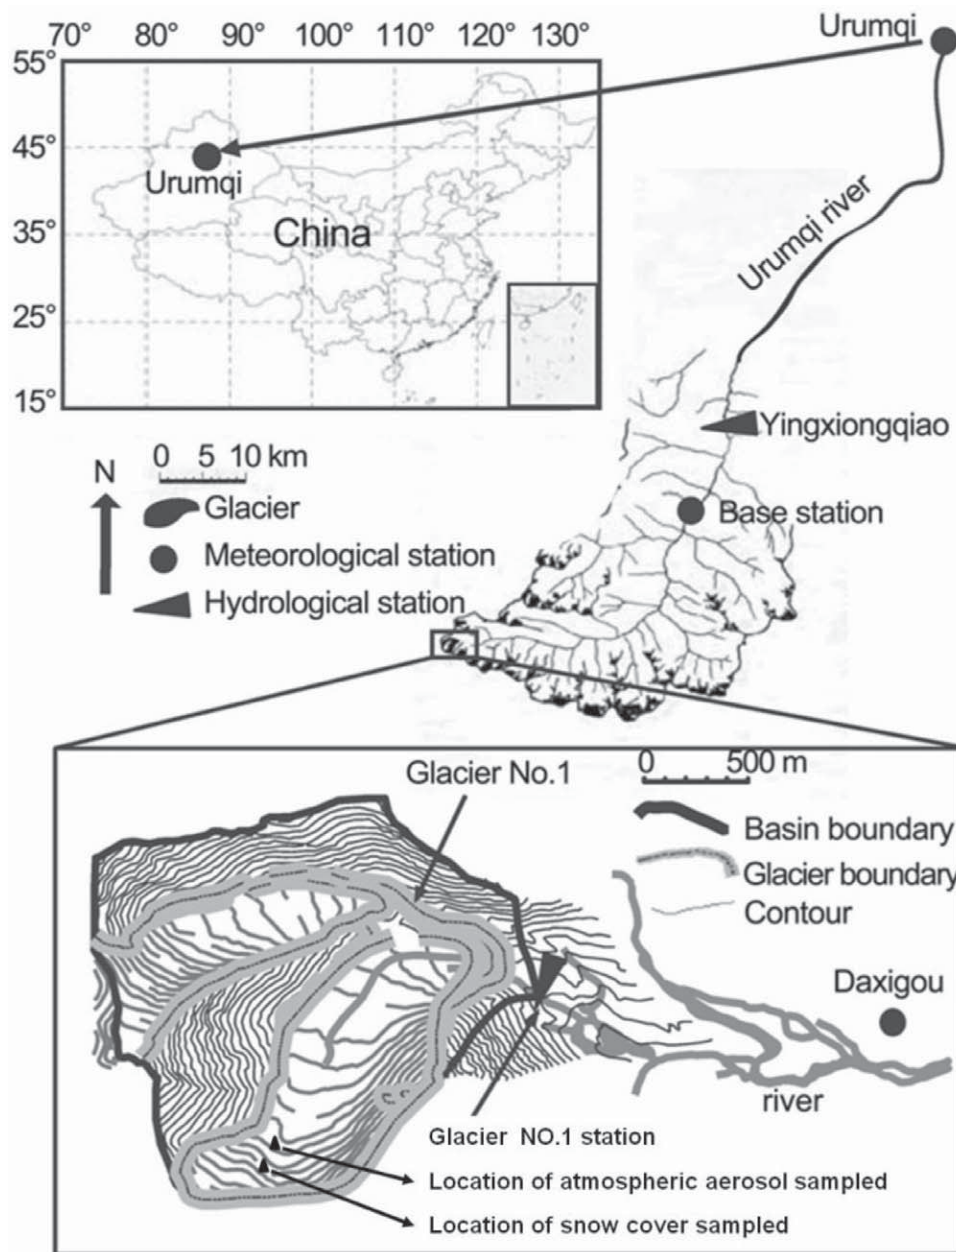 70° 80° 90° 100° 110° 120° 130°
Urumqi
55°
45°
Urumqi
China
35°
25°
15°
Urumqi river
Yingxiongqiao
N
0 5 10 km
Glacier
Base station
Meteorological station
Hydrological station
Glacier No.1
0 500 m
Basin boundary
Glacier boundary
Contour
Daxigou
river
Glacier NO.1 station
Location of atmospheric aerosol sampled
Location of snow cover sampled